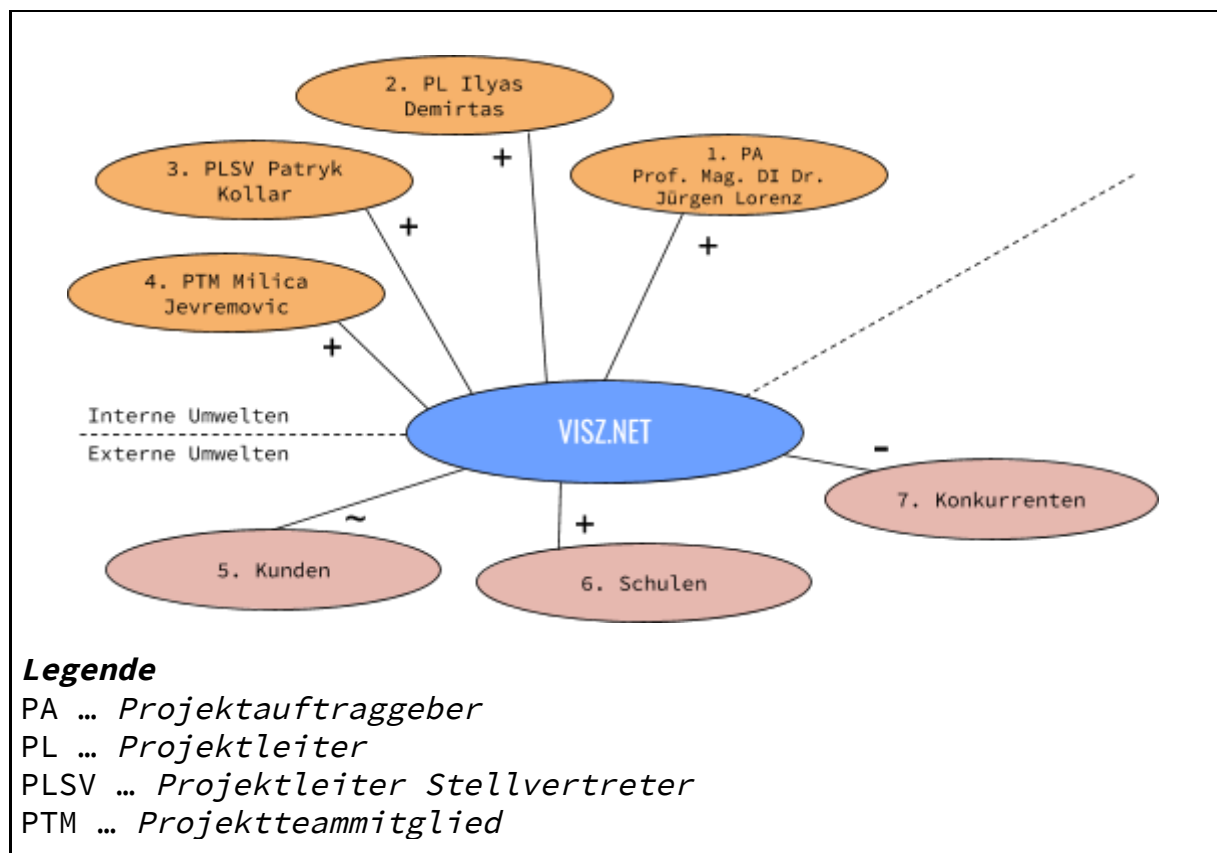 2. PL Ilyas
Demirtas
+
1. PA
Prof. Mag. DI Dr.
Jürgen Lorenz
+
3. PLSV Patryk
Kollar
+
4. PTM Milica
Jevremovic
+
Interne Umwelten
Externe Umwelten
VISZ.NET
-
7. Konkurrenten
~
5. Kunden
+
6. Schulen
Legende
PA … Projektauftraggeber
PL … Projektleiter
PLSV … Projektleiter Stellvertreter
PTM … Projektteammitglied